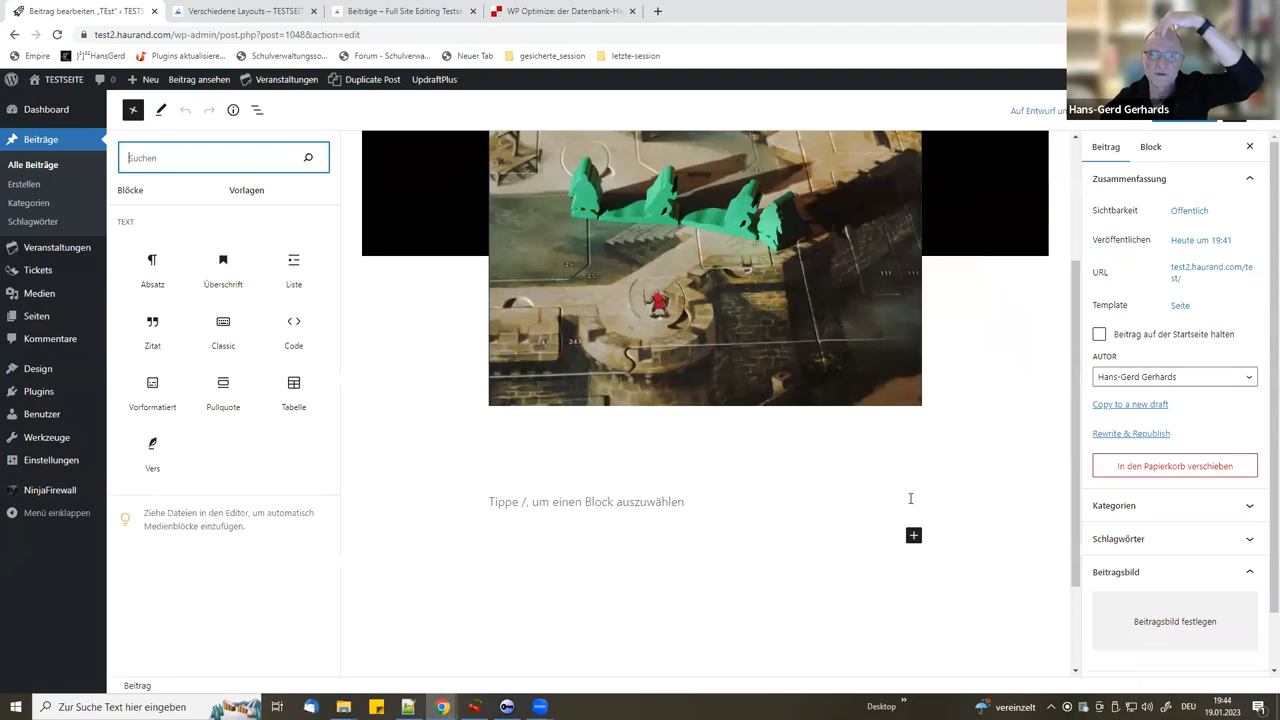 Beitrag bearbeiten „TEst“ ‹ TESTS
Verschiedene Layouts – TESTSEIT
Beiträge – Full Site Editing Testse
WP Optimize: der Datenbank-Ha
test2.haurand.com/wp-admin/post.php?post=1048&action=edit
Empire
)²HansGerd
Plugins aktualisiere...
Schulverwaltungsso...
Forum - Schulverwa...
Neuer Tab
gesicherte_session
letzte-session
TESTSEITE
0
Neu
Beitrag ansehen
Veranstaltungen
Duplicate Post
UpdraftPlus
Hans-Gerd Gerhards
Dashboard
Beiträge
Alle Beiträge
Erstellen
Kategorien
Schlagwörter
Veranstaltungen
Tickets
Medien
Seiten
Kommentare
Design
Plugins
Benutzer
Werkzeuge
Einstellungen
NinjaFirewall
Menü einklappen
Auf Entwurf un
Suchen
Blöcke
Vorlagen
TEXT
Absatz
Überschrift
Liste
Zitat
Classic
Code
Vorformatiert
Pullquote
Tabelle
Vers
Ziehe Dateien in den Editor, um automatisch
Medienblöcke einzufügen.
Tippe /, um einen Block auszuwählen
Beitrag
Block
Zusammenfassung
Sichtbarkeit
Öffentlich
Veröffentlichen
Heute um 19:41
URL
test2.haurand.com/te
st/
Template
Seite
Beitrag auf der Startseite halten
AUTOR
Hans-Gerd Gerhards
Copy to a new draft
Rewrite & Republish
In den Papierkorb verschieben
Kategorien
Schlagwörter
Beitragsbild
Beitragsbild festlegen
Beitrag
Zur Suche Text hier eingeben
Desktop
vereinzelt
19:44
19.01.2023
1